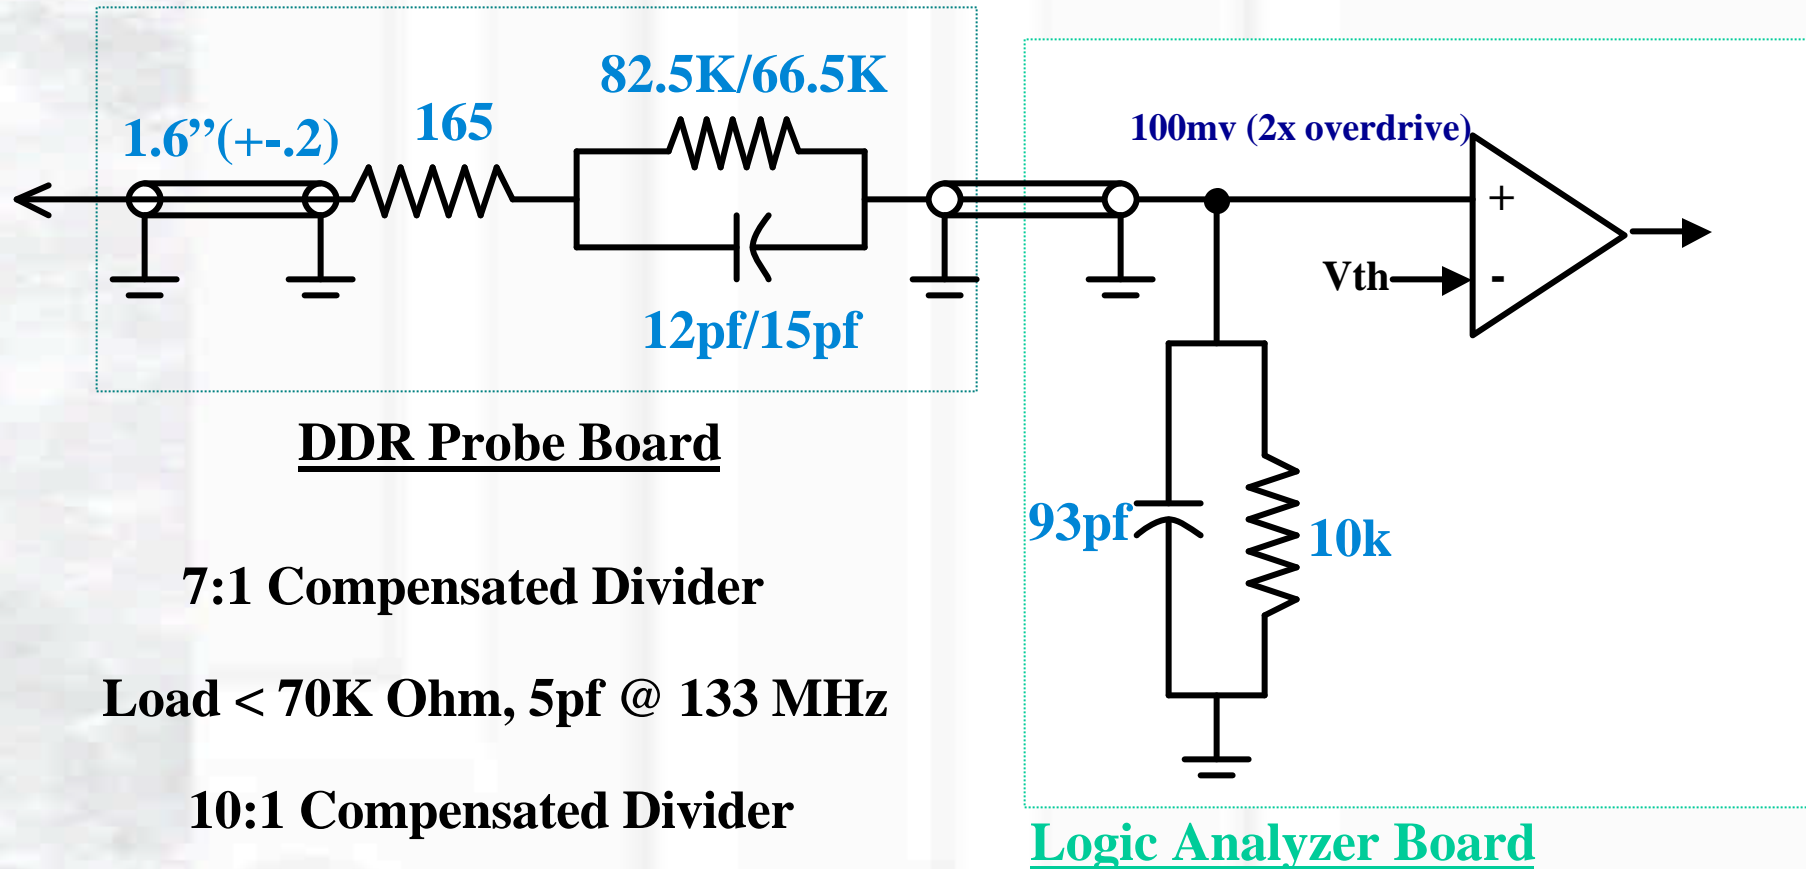 82.5K/66.5K
1.6”(+-.2)
165
100mv (2x overdrive)
+
Vth
-
12pf/15pf
DDR Probe Board
93pf
10k
7:1 Compensated Divider
Load < 70K Ohm, 5pf @ 133 MHz
10:1 Compensated Divider
Logic Analyzer Board